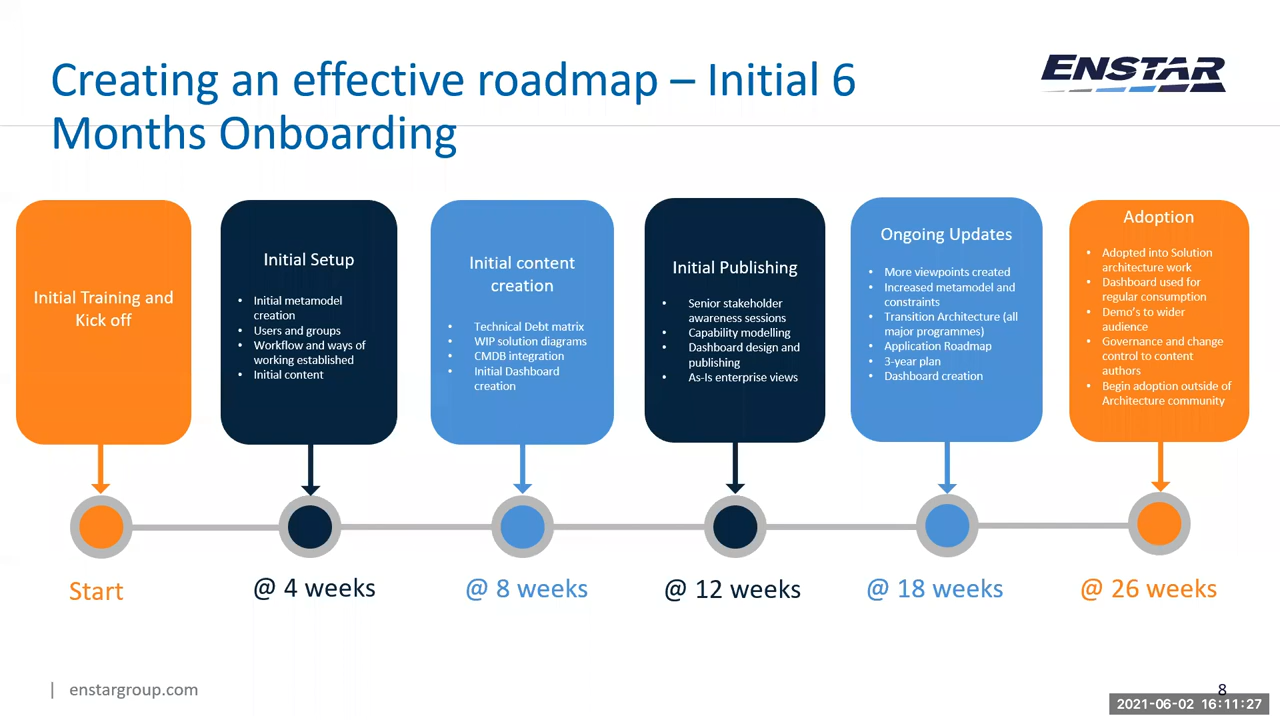 Creating an effective roadmap – Initial 6
Months Onboarding
ENSTAR
Initial Training and
Kick off
Initial Setup
• Initial metamodel
creation
• Users and groups
• Workflow and ways of
working established
• Initial content
Initial content
creation
• Technical Debt matrix
• WIP solution diagrams
• CMDB integration
• Initial Dashboard
creation
Initial Publishing
• Senior stakeholder
awareness sessions
• Capability modelling
• Dashboard design and
publishing
• As-Is enterprise views
Ongoing Updates
• More viewpoints created
• Increased metamodel and
constraints
• Transition Architecture (all
major programmes)
• Application Roadmap
• 3-year plan
• Dashboard creation
Adoption
• Adopted into Solution
architecture work
• Dashboard used for
regular consumption
• Demo's to wider
audience
• Governance and change
control to content
authors
• Begin adoption outside of
Architecture community
Start
@ 4 weeks
@ 8 weeks
@ 12 weeks
@ 18 weeks
@ 26 weeks
| enstargroup.com
8
2021-06-02 16:11:27